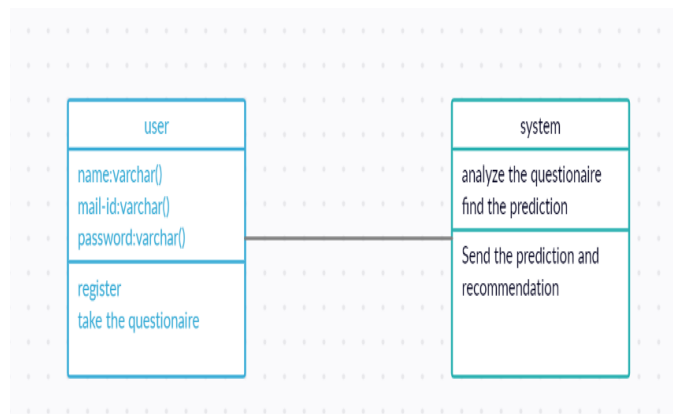 user
name:varchar()
mail-id:varchar()
password:varchar()
register
take the questionaire
system
analyze the questionaire
find the prediction
Send the prediction and
recommendation